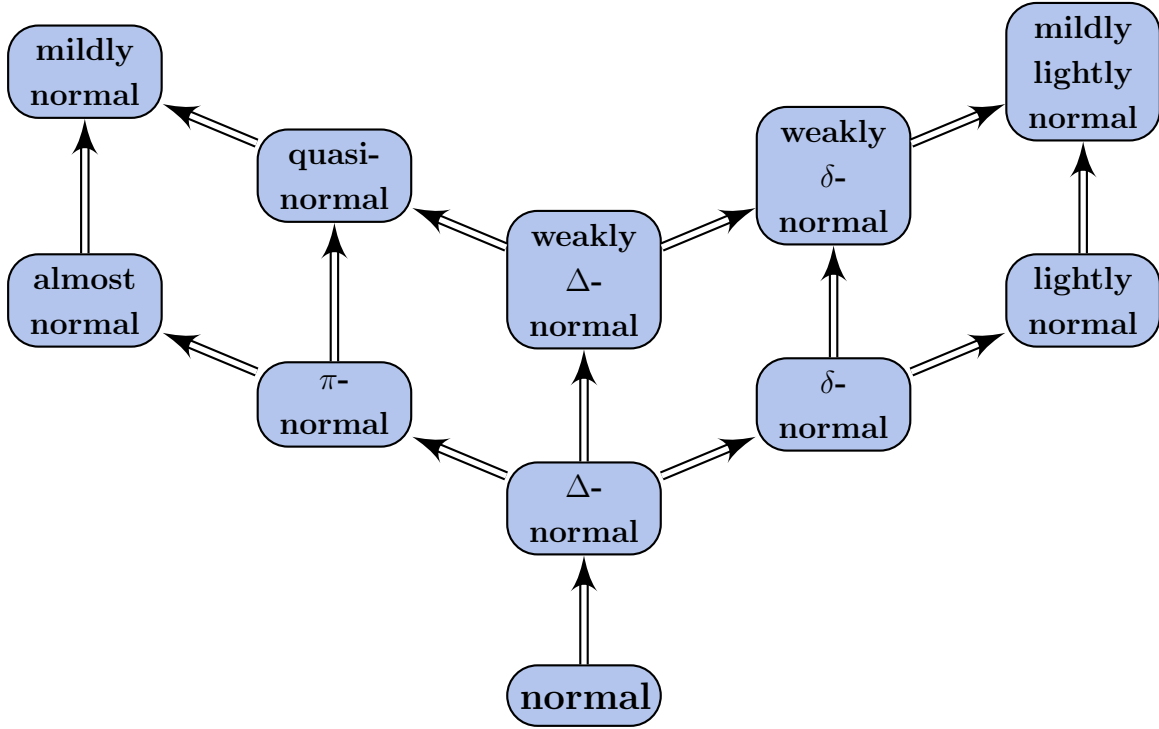 mildly
normal
mildly
lightly
normal
quasi-
normal
weakly
δ-
normal
weakly
Δ-
normal
almost
normal
lightly
normal
π-
normal
δ-
normal
Δ-
normal
normal